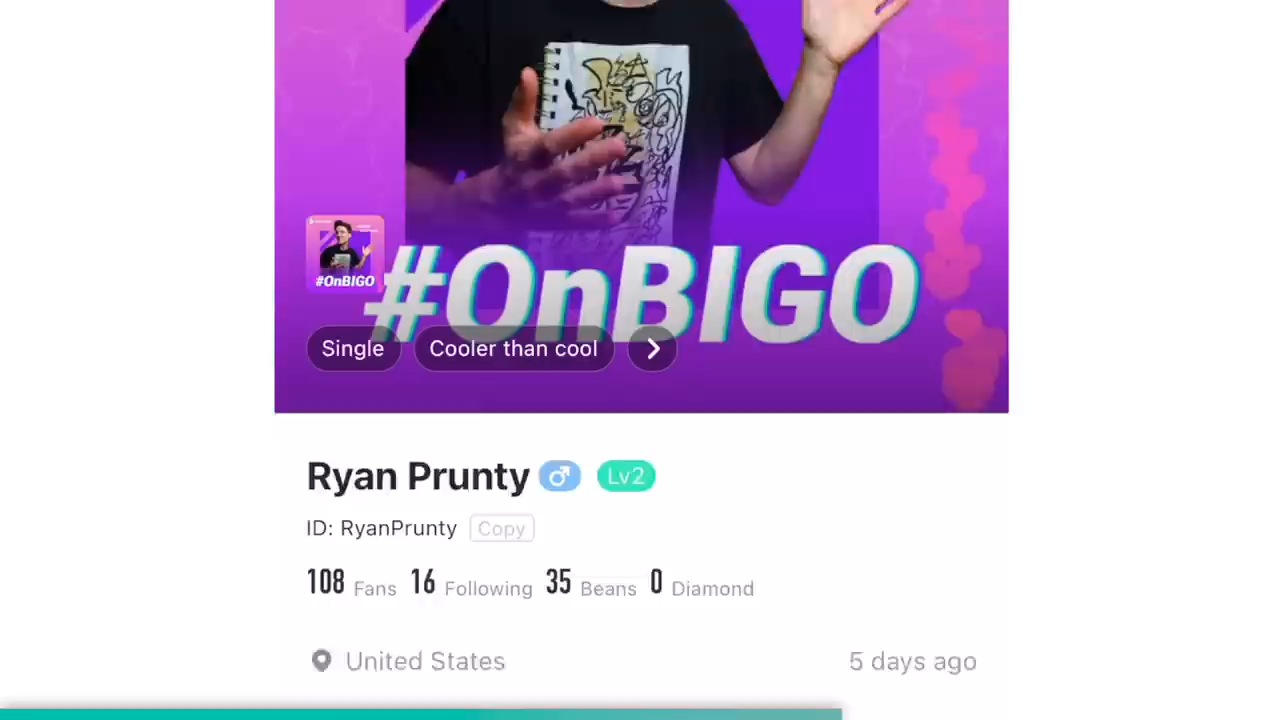 #OnBIGO
#OnBIGO
Single Cooler than cool
Ryan Prunty Lv2
ID: RyanPrunty Copy
108 Fans 16 Following 35 Beans 0 Diamond
United States 5 days ago